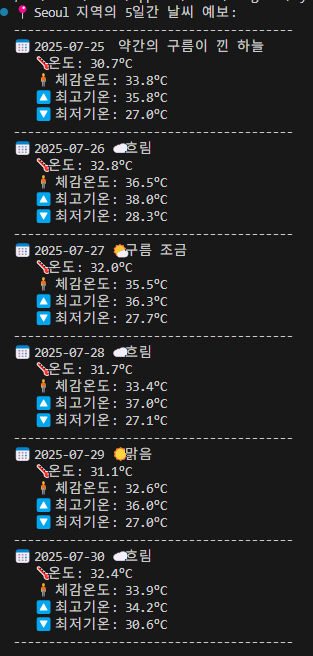 📍 Seoul 지역의 5일간 날씨 예보:
----------------------------------------
📅 2025-07-25  약간의 구름이 낀 하늘
🌡️온도: 30.7°C
🧍 체감온도: 33.8°C
🔼 최고기온: 35.8°C
🔽 최저기온: 27.0°C
----------------------------------------
📅 2025-07-26 ☁️흐림
🌡️온도: 32.8°C
🧍 체감온도: 36.5°C
🔼 최고기온: 38.0°C
🔽 최저기온: 28.3°C
----------------------------------------
📅 2025-07-27 🌤️구름 조금
🌡️온도: 32.0°C
🧍 체감온도: 35.5°C
🔼 최고기온: 36.3°C
🔽 최저기온: 27.7°C
----------------------------------------
📅 2025-07-28 ☁️흐림
🌡️온도: 31.7°C
🧍 체감온도: 33.4°C
🔼 최고기온: 37.0°C
🔽 최저기온: 27.1°C
----------------------------------------
📅 2025-07-29 ☀️맑음
🌡️온도: 31.1°C
🧍 체감온도: 32.6°C
🔼 최고기온: 36.0°C
🔽 최저기온: 27.0°C
----------------------------------------
📅 2025-07-30 ☁️흐림
🌡️온도: 32.4°C
🧍 체감온도: 33.9°C
🔼 최고기온: 34.2°C
🔽 최저기온: 30.6°C
----------------------------------------